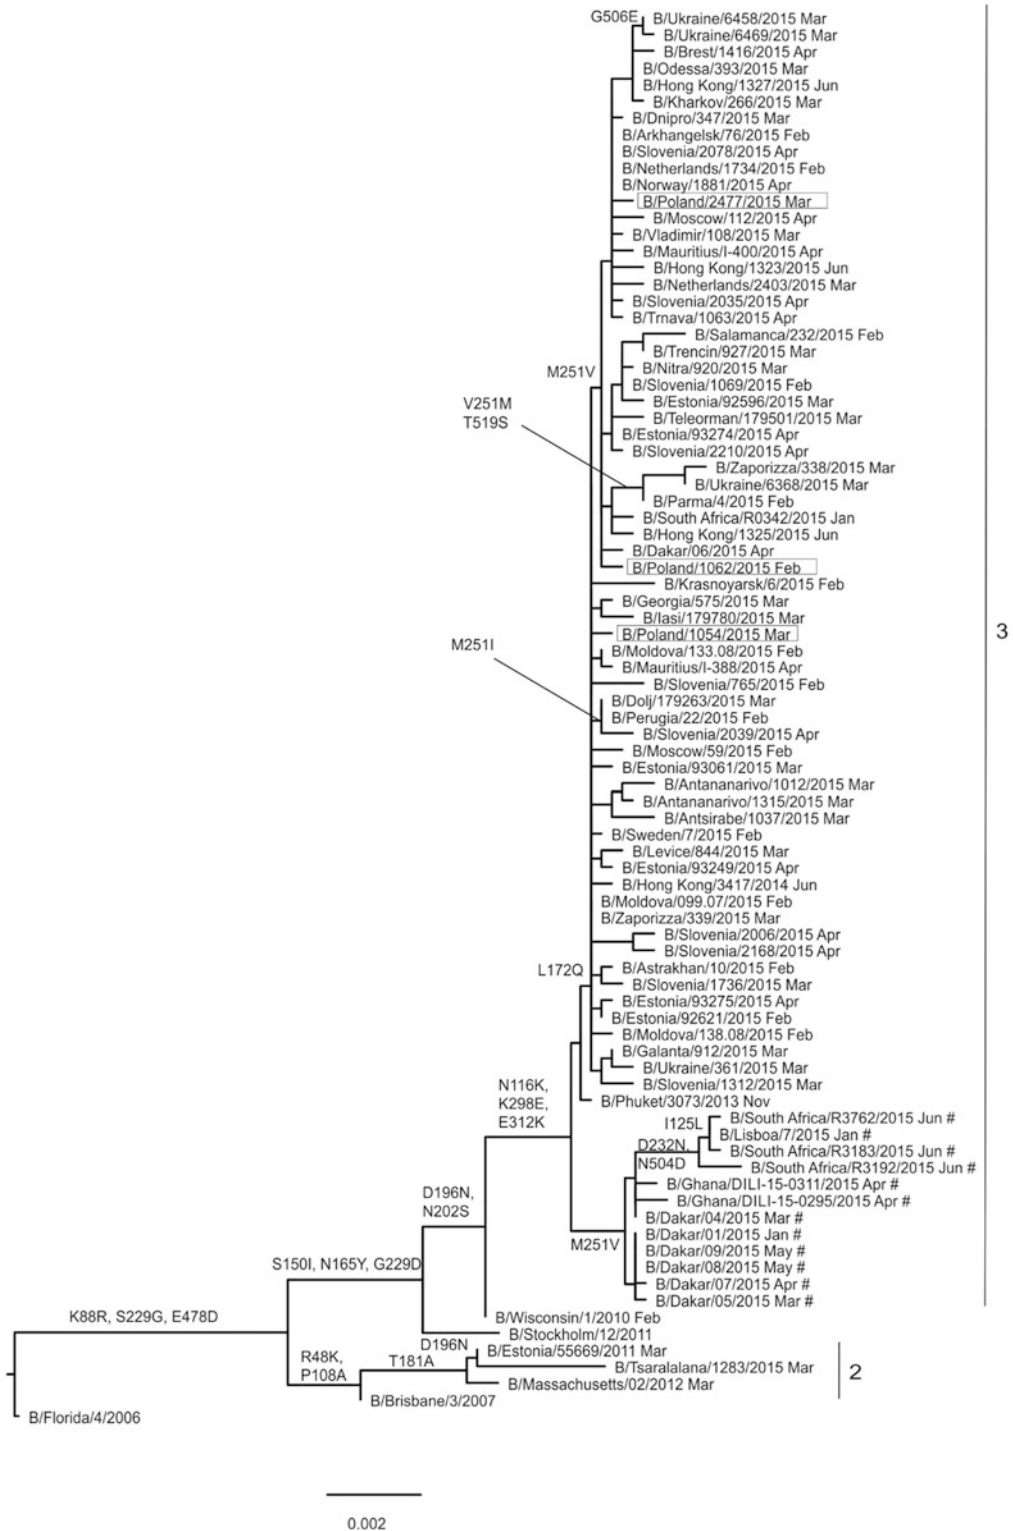 G506E
B/Ukraine/6458/2015 Mar
B/Ukraine/6469/2015 Mar
B/Brest/1416/2015 Apr
B/Odessa/393/2015 Mar
B/Hong Kong/1327/2015 Jun
B/Kharkov/266/2015 Mar
B/Dnipro/347/2015 Mar
B/Arkhangelsk/76/2015 Feb
B/Slovenia/2078/2015 Apr
B/Netherlands/1734/2015 Feb
B/Norway/1881/2015 Apr
B/Poland/2477/2015 Mar
B/Moscow/112/2015 Apr
B/Vladimir/108/2015 Mar
B/Mauritius/I-400/2015 Apr
B/Hong Kong/1323/2015 Jun
B/Netherlands/2403/2015 Mar
B/Slovenia/2035/2015 Apr
B/Trnava/1063/2015 Apr
B/Salamanca/232/2015 Feb
B/Trencin/927/2015 Mar
M251V
B/Nitra/920/2015 Mar
B/Slovenia/1069/2015 Feb
B/Estonia/92596/2015 Mar
V251M
T519S
B/Teleorman/179501/2015 Mar
B/Estonia/93274/2015 Apr
B/Slovenia/2210/2015 Apr
B/Zaporizza/338/2015 Mar
B/Ukraine/6368/2015 Mar
B/Parma/4/2015 Feb
B/South Africa/R0342/2015 Jan
B/Hong Kong/1325/2015 Jun
B/Dakar/06/2015 Apr
B/Poland/1062/2015 Feb
B/Krasnoyarsk/6/2015 Feb
B/Georgia/575/2015 Mar
B/Iasi/179780/2015 Mar
B/Poland/1054/2015 Mar
3
M251I
B/Moldova/133.08/2015 Feb
B/Mauritius/I-388/2015 Apr
B/Slovenia/765/2015 Feb
B/Dolj/179263/2015 Mar
B/Perugia/22/2015 Feb
B/Slovenia/2039/2015 Apr
B/Moscow/59/2015 Feb
B/Estonia/93061/2015 Mar
B/Antananarivo/1012/2015 Mar
B/Antananarivo/1315/2015 Mar
B/Antsirabe/1037/2015 Mar
B/Sweden/7/2015 Feb
B/Levice/844/2015 Mar
B/Estonia/93249/2015 Apr
B/Hong Kong/3417/2014 Jun
B/Moldova/099.07/2015 Feb
B/Zaporizza/339/2015 Mar
B/Slovenia/2006/2015 Apr
B/Slovenia/2168/2015 Apr
L172Q
B/Astrakhan/10/2015 Feb
B/Slovenia/1736/2015 Mar
B/Estonia/93275/2015 Apr
B/Estonia/92621/2015 Feb
B/Moldova/138.08/2015 Feb
B/Galanta/912/2015 Mar
B/Ukraine/361/2015 Mar
B/Slovenia/1312/2015 Mar
N116K,
K298E,
E312K
B/Phuket/3073/2013 Nov
B/South Africa/R3762/2015 Jun #
I125L
B/Lisboa/7/2015 Jan #
D232N,
N504D
B/South Africa/R3183/2015 Jun #
B/South Africa/R3192/2015 Jun #
B/Ghana/DILI-15-0311/2015 Apr #
B/Ghana/DILI-15-0295/2015 Apr #
D196N,
N202S
B/Dakar/04/2015 Mar #
B/Dakar/01/2015 Jan #
M251V
B/Dakar/09/2015 May #
B/Dakar/08/2015 May #
S150I, N165Y, G229D
B/Dakar/07/2015 Apr #
B/Dakar/05/2015 Mar #
K88R, S229G, E478D
B/Wisconsin/1/2010 Feb
B/Stockholm/12/2011
D196N
B/Estonia/55669/2011 Mar
R48K,
P108A
T181A
B/Tsaralalana/1283/2015 Mar
2
B/Massachusetts/02/2012 Mar
B/Brisbane/3/2007
B/Florida/4/2006
0.002